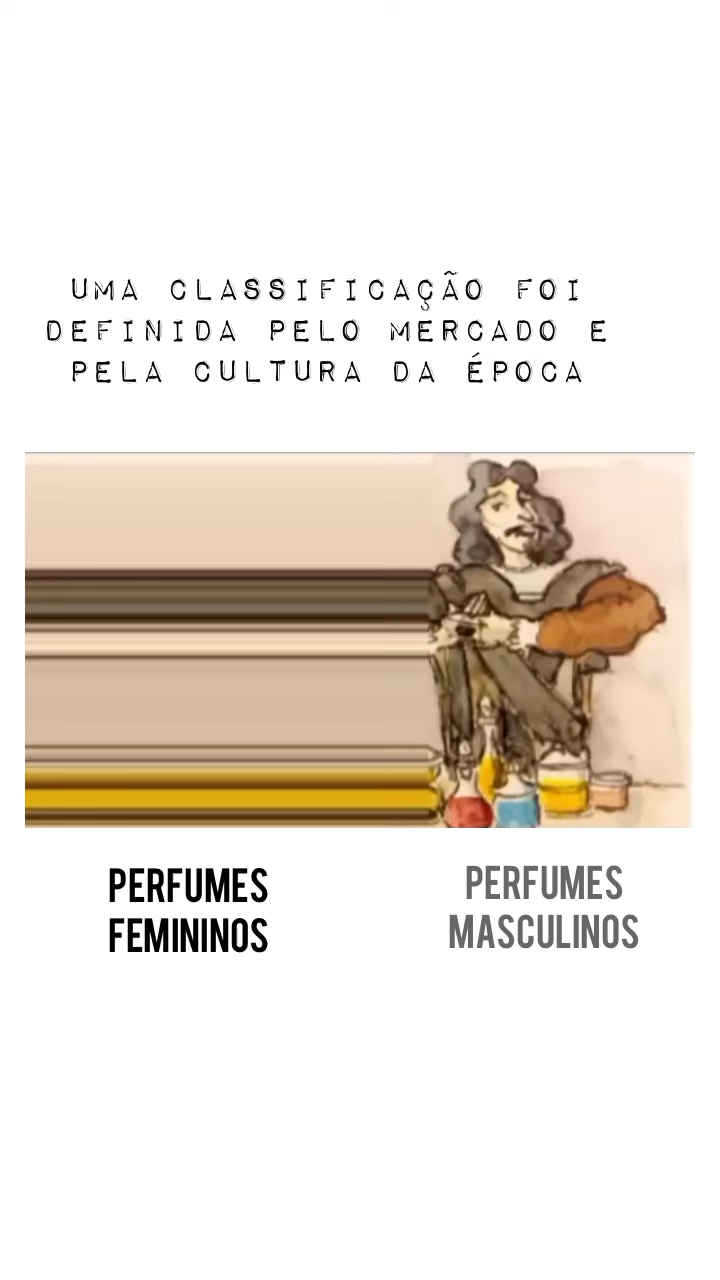 UMA CLASSIFICAÇÃO FOI
DEFINIDA PELO MERCADO E
PELA CULTURA DA ÉPOCA
PERFUMES
FEMININOS
PERFUMES
MASCULINOS